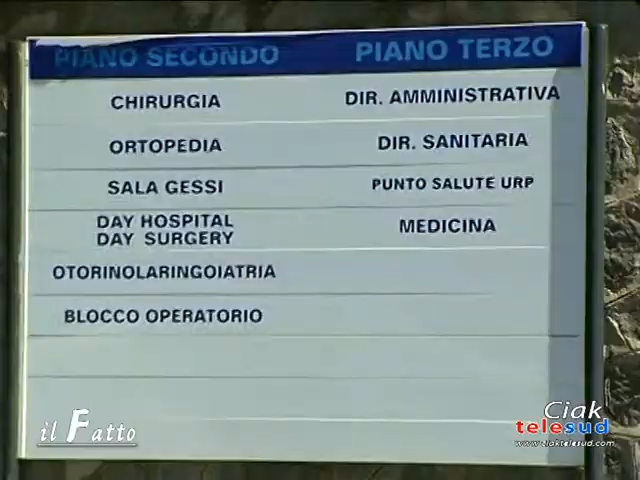 PIANO SECONDO
CHIRURGIA
ORTOPEDIA
SALA GESSI
DAY HOSPITAL
DAY SURGERY
OTORINOLARINGOIATRIA
BLOCCO OPERATORIO
PIANO TERZO
DIR. AMMINISTRATIVA
DIR. SANITARIA
PUNTO SALUTE URP
MEDICINA
il Fatto
Ciak
telesud
www.ciaktelesud.com